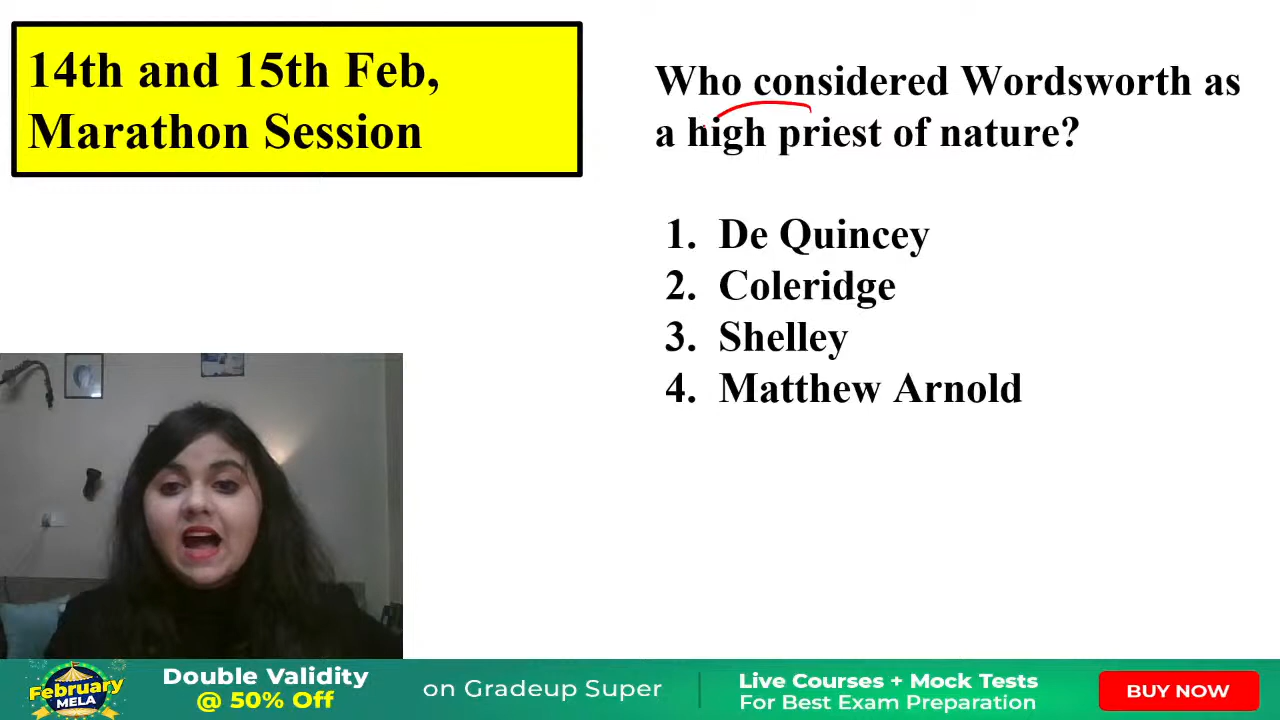 14th and 15th Feb,
Marathon Session
Who considered Wordsworth as
a high priest of nature?
1. De Quincey
2. Coleridge
3. Shelley
4. Matthew Arnold
February
MELA
Double Validity
@ 50% Off
on Gradeup Super
Live Courses + Mock Tests
For Best Exam Preparation
BUY NOW